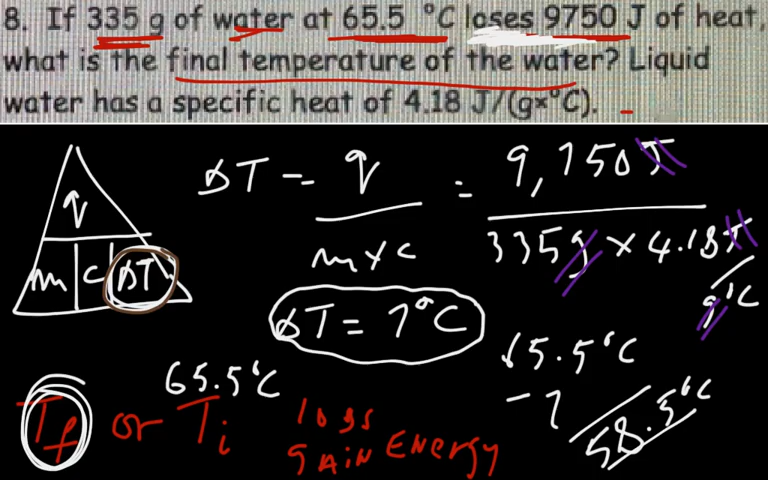 8. If 335 g of water at 65.5 °C loses 9750 J of heat,
what is the final temperature of the water? Liquid
water has a specific heat of 4.18 J/(g×°C).
q
m c ΔT
ΔT = q / m × c = 9,750 J / 335 g × 4.18 J / g °C
ΔT = 7 °C
65.5 °C
- 7
58.5 °C
65.5 °C
Tf or Ti
loss
GAIN ENERGY